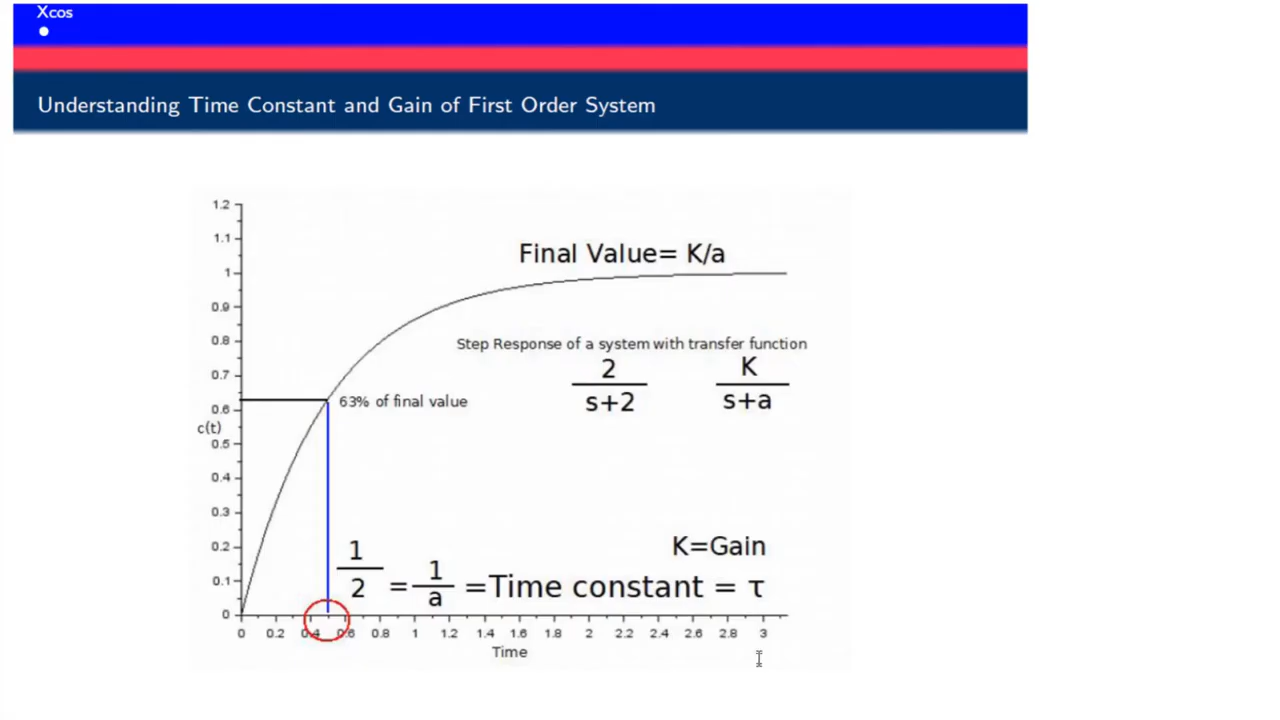 Xcos
Understanding Time Constant and Gain of First Order System
1.2
1.1
1
0.9
0.8
0.7
0.6
0.5
0.4
0.3
0.2
0.1
0
c(t)
Final Value= K/a
Step Response of a system with transfer function
2
s+2
K
s+a
63% of final value
K=Gain
1
2
=
1
a
=Time constant = τ
0 0.2 0.4 0.6 0.8 1 1.2 1.4 1.6 1.8 2 2.2 2.4 2.6 2.8 3
Time